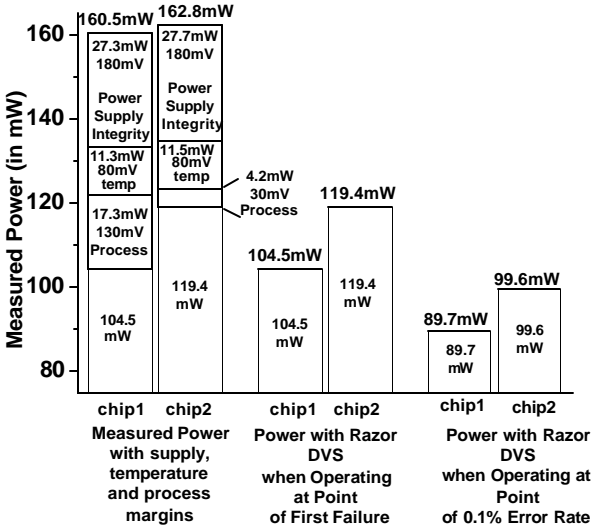 Measured Power (in mW)
160
140
120
100
80
160.5mW
27.3mW
180mV
Power
Supply
Integrity
11.3mW
80mV
temp
17.3mW
130mV
Process
104.5
mW
162.8mW
27.7mW
180mV
Power
Supply
Integrity
11.5mW
80mV
temp
4.2mW
30mV
Process
119.4
mW
104.5mW
104.5
mW
119.4mW
119.4
mW
89.7mW
89.7
mW
99.6mW
99.6
mW
chip1 chip2
Measured Power
with supply,
temperature
and process
margins
chip1 chip2
Power with Razor
DVS
when Operating
at Point
of First Failure
chip1 chip2
Power with Razor
DVS
when Operating at
Point
of 0.1% Error Rate